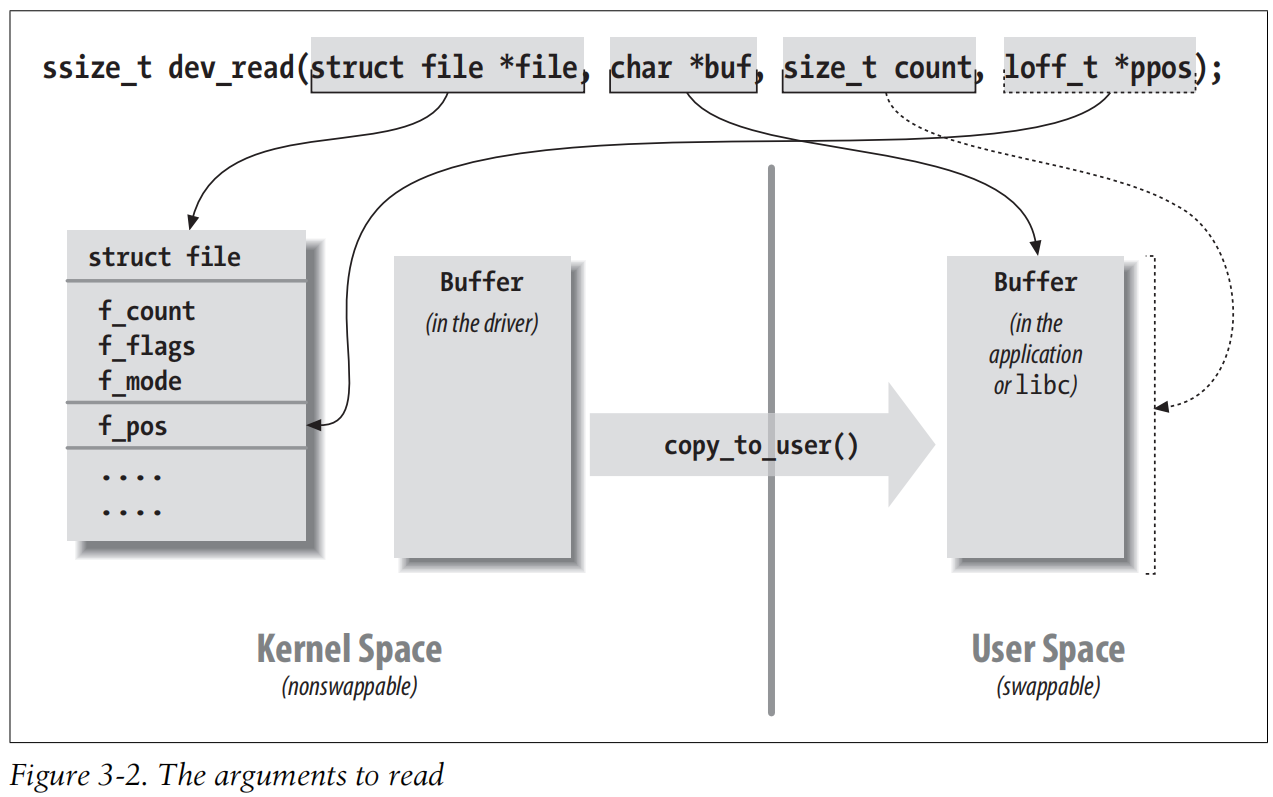 ssize_t dev_read(struct file *file, char *buf, size_t count, loff_t *ppos);
struct file
f_count
f_flags
f_mode
f_pos
....
....
Buffer
(in the driver)
copy_to_user()
Buffer
(in the
application
or libc)
Kernel Space
(nonswappable)
User Space
(swappable)
Figure 3-2. The arguments to read